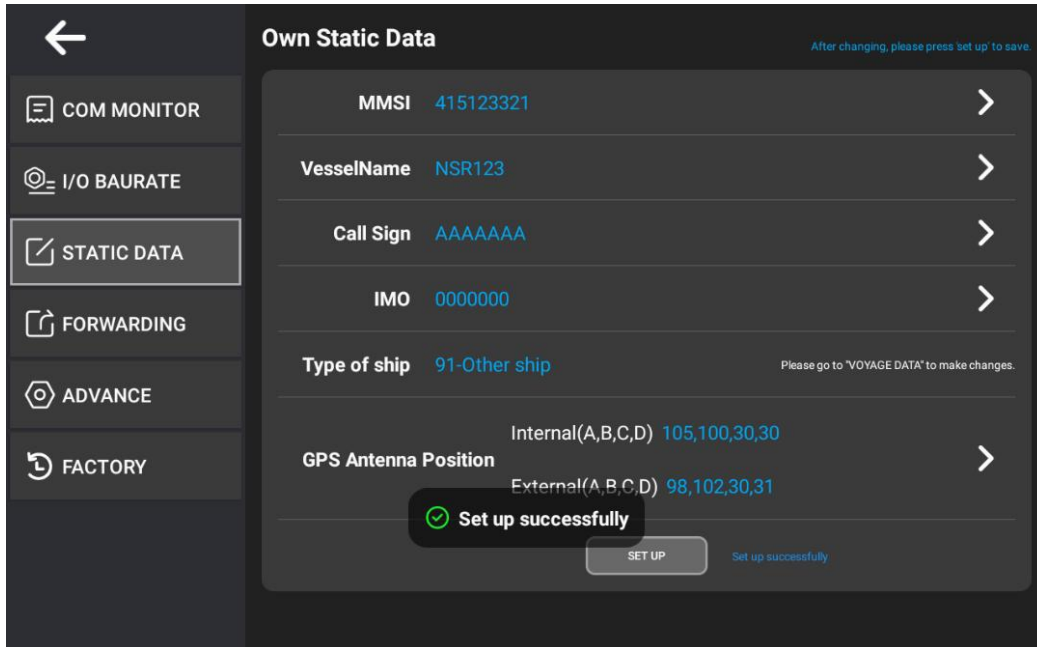 Own Static Data
After changing, please press 'set up' to save.
COM MONITOR
I/O BAURATE
STATIC DATA
FORWARDING
ADVANCE
FACTORY
MMSI 415123321
VesselName NSR123
Call Sign AAAAAAA
IMO 0000000
Type of ship 91-Other ship Please go to "VOYAGE DATA" to make changes.
GPS Antenna Position
Internal(A,B,C,D) 105,100,30,30
External(A,B,C,D) 98,102,30,31
Set up successfully
SET UP Set up successfully